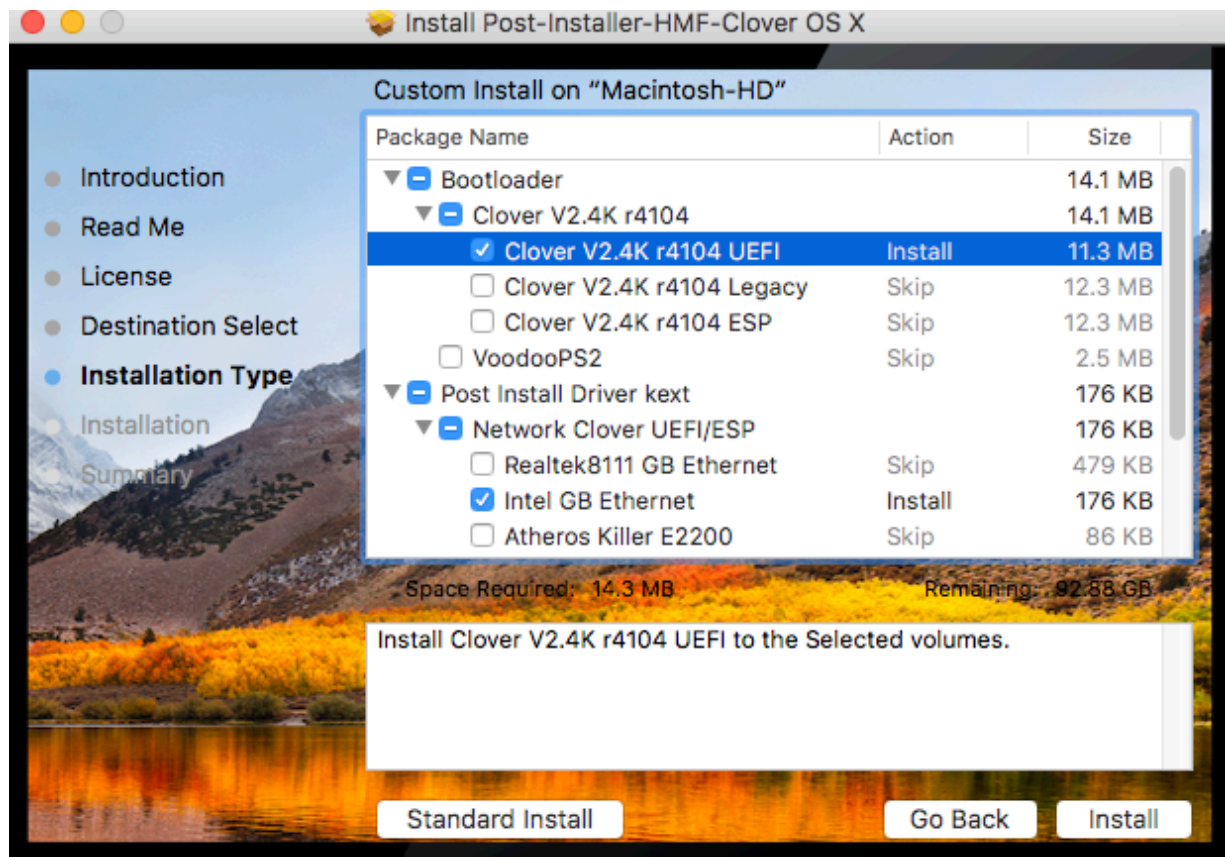 Install Post-Installer-HMF-Clover OS X
Custom Install on “Macintosh-HD”
Introduction
Read Me
License
Destination Select
Installation Type
Installation
Summary
Package Name Action Size
Bootloader 14.1 MB
Clover V2.4K r4104 14.1 MB
Clover V2.4K r4104 UEFI Install 11.3 MB
Clover V2.4K r4104 Legacy Skip 12.3 MB
Clover V2.4K r4104 ESP Skip 12.3 MB
VoodooPS2 Skip 2.5 MB
Post Install Driver kext 176 KB
Network Clover UEFI/ESP 176 KB
Realtek8111 GB Ethernet Skip 479 KB
Intel GB Ethernet Install 176 KB
Atheros Killer E2200 Skip 86 KB
Space Required: 14.3 MB Remaining: 92.88 GB
Install Clover V2.4K r4104 UEFI to the Selected volumes.
Standard Install Go Back Install